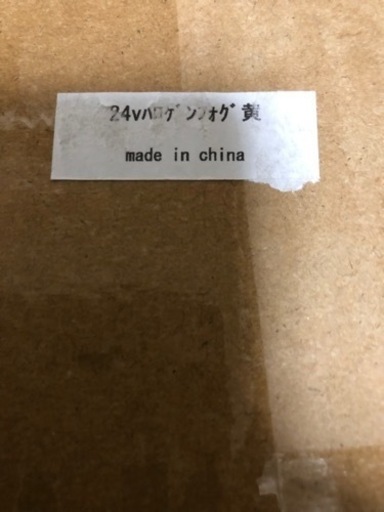 24vﾊﾛｹﾞﾝﾌｫｸﾞ黄
made in china